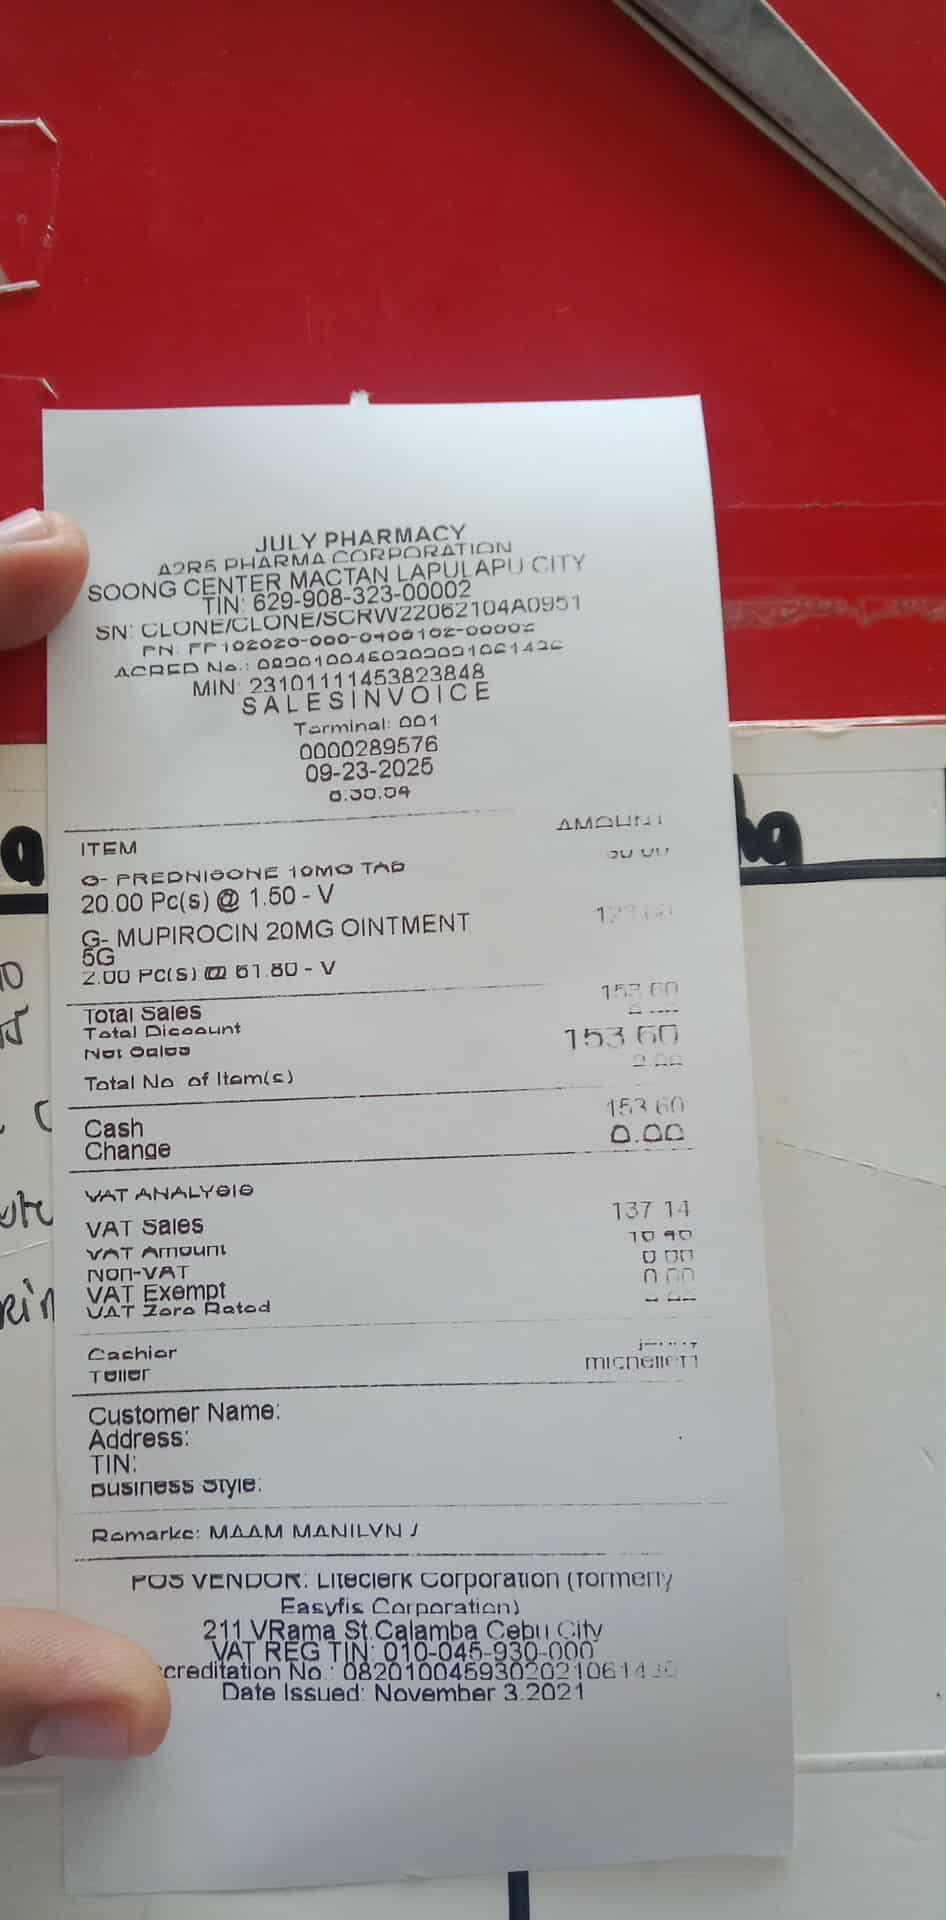 JULY PHARMACY
A2R5 PHARMA CORPORATION
SOONG CENTER MACTAN LAPULAPU CITY
TIN: 629-908-323-00002
SN: CLONE/CLONE/SCRW22062104A0951
PN:
ACRED No.:
MIN: 23101111453823848
SALESINVOICE
Terminal: 001
0000289576
09-23-2025
ITEM AMOUNT
G- PREDNISONE 10MG TAB
20.00 Pc(s) @ 1.50 - V
G- MUPIROCIN 20MG OINTMENT
5G
2.00 Pc(s) @ 61.80 - V
Total Sales 153.60
Total Discount
Net Sales 153.60
Total No. of Item(s)
Cash 153.60
Change 0.00
VAT ANALYSIS
VAT Sales 137.14
VAT Amount
Non-VAT 0.00
VAT Exempt 0.00
VAT Zero Rated
Cashier
Teller
Customer Name:
Address:
TIN:
Business Style:
Remarks: MAAM MANILYN J
POS VENDOR: Liteclerk Corporation (formerly
Easyfis Corporation)
211 VRama St.Calamba Cebu City
VAT REG TIN: 010-045-930-000
Date Issued: November 3.2021